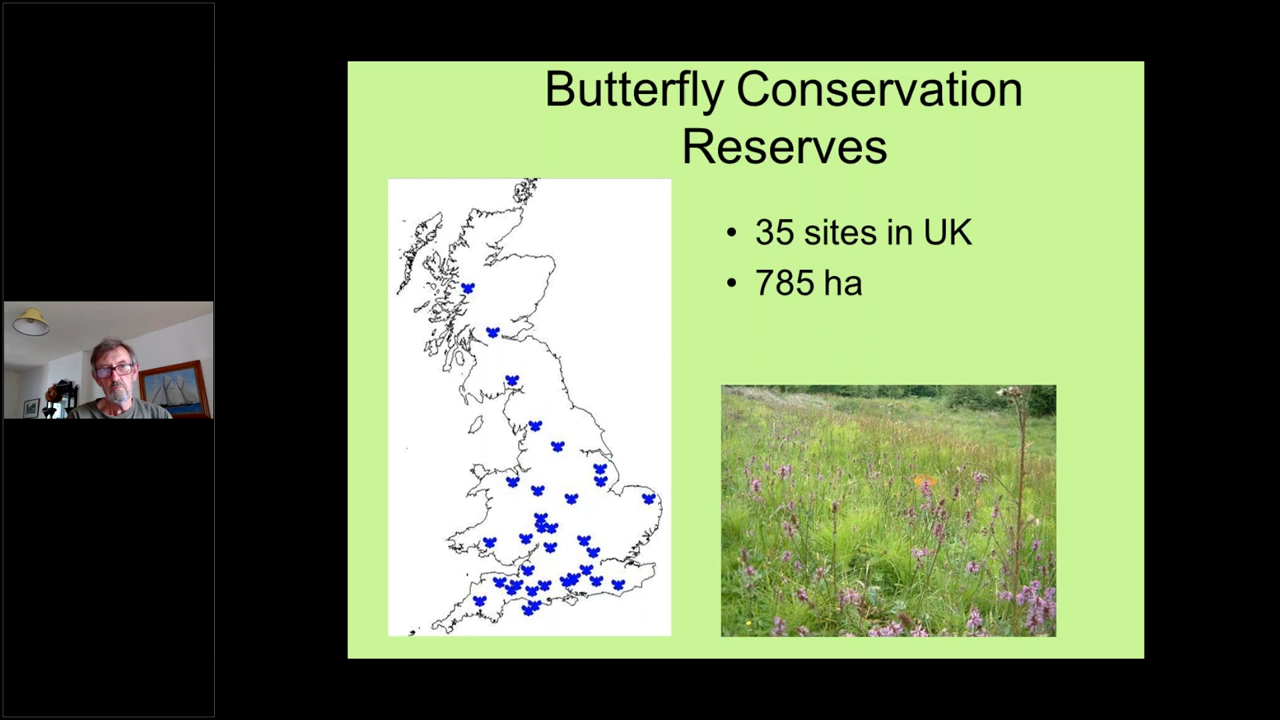 Butterfly Conservation
Reserves
• 35 sites in UK
• 785 ha